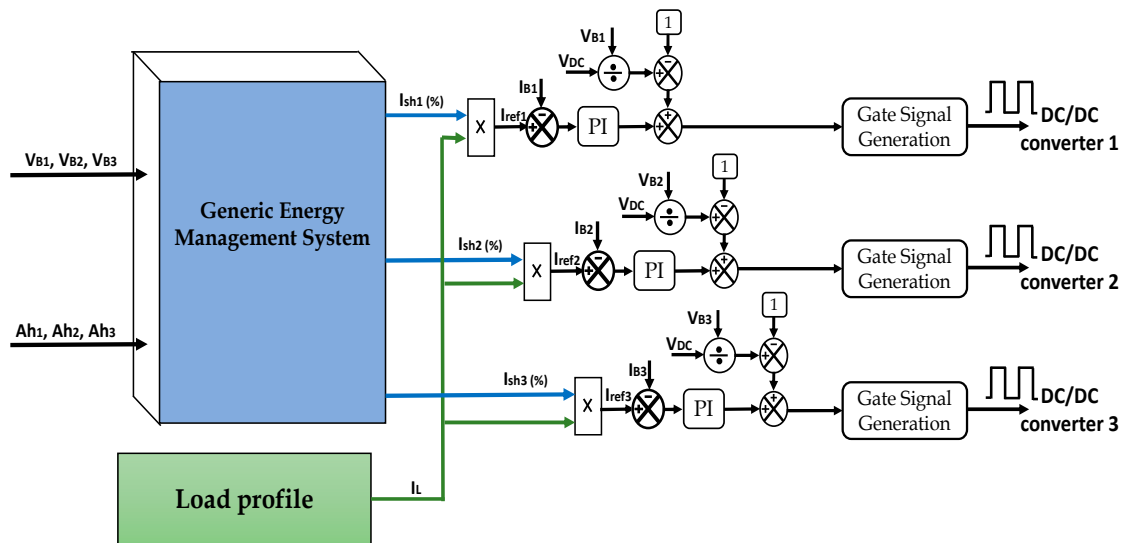 VB1, VB2, VB3
Ah1, Ah2, Ah3
Generic Energy
Management System
Load profile
IL
Ish1 (%)
X
Iref1
IB1
PI
VB1
VDC
÷
1
Gate Signal
Generation
DC/DC
converter 1
Ish2 (%)
X
Iref2
IB2
PI
VB2
VDC
÷
1
Gate Signal
Generation
DC/DC
converter 2
Ish3 (%)
X
Iref3
IB3
PI
VB3
VDC
÷
1
Gate Signal
Generation
DC/DC
converter 3